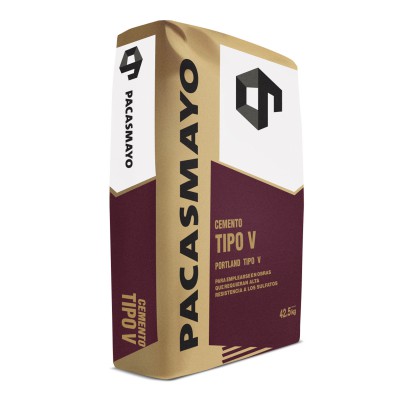 PACASMAYO
CEMENTO
TIPO V
PACASMAYO
CEMENTO
TIPO V
PORTLAND TIPO V
PARA EMPLEARSE EN OBRAS
QUE REQUIERAN ALTA
RESISTENCIA A LOS SULFATOS
42.5kg